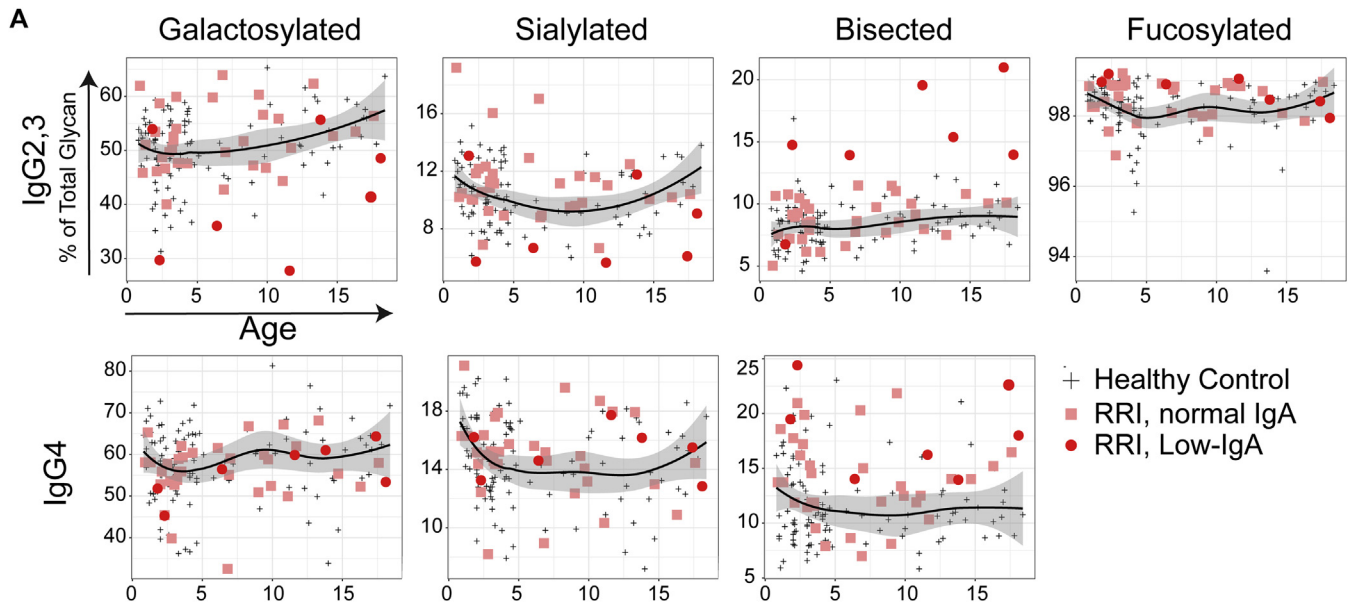 A
Galactosylated Sialylated Bisected Fucosylated
IgG2,3
% of Total Glycan
60
50
40
30
0 5 10 15
16
12
8
0 5 10 15
20
15
10
5
0 5 10 15
98
96
94
0 5 10 15
Age
IgG4
80
70
60
50
40
0 5 10 15
18
14
10
0 5 10 15
25
20
15
10
5
0 5 10 15
+ Healthy Control
RRI, normal IgA
RRI, Low-IgA